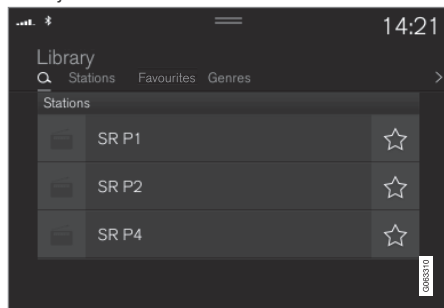 14:21
Library
Stations Favourites Genres
Stations
SR P1
SR P2
SR P4
G063310